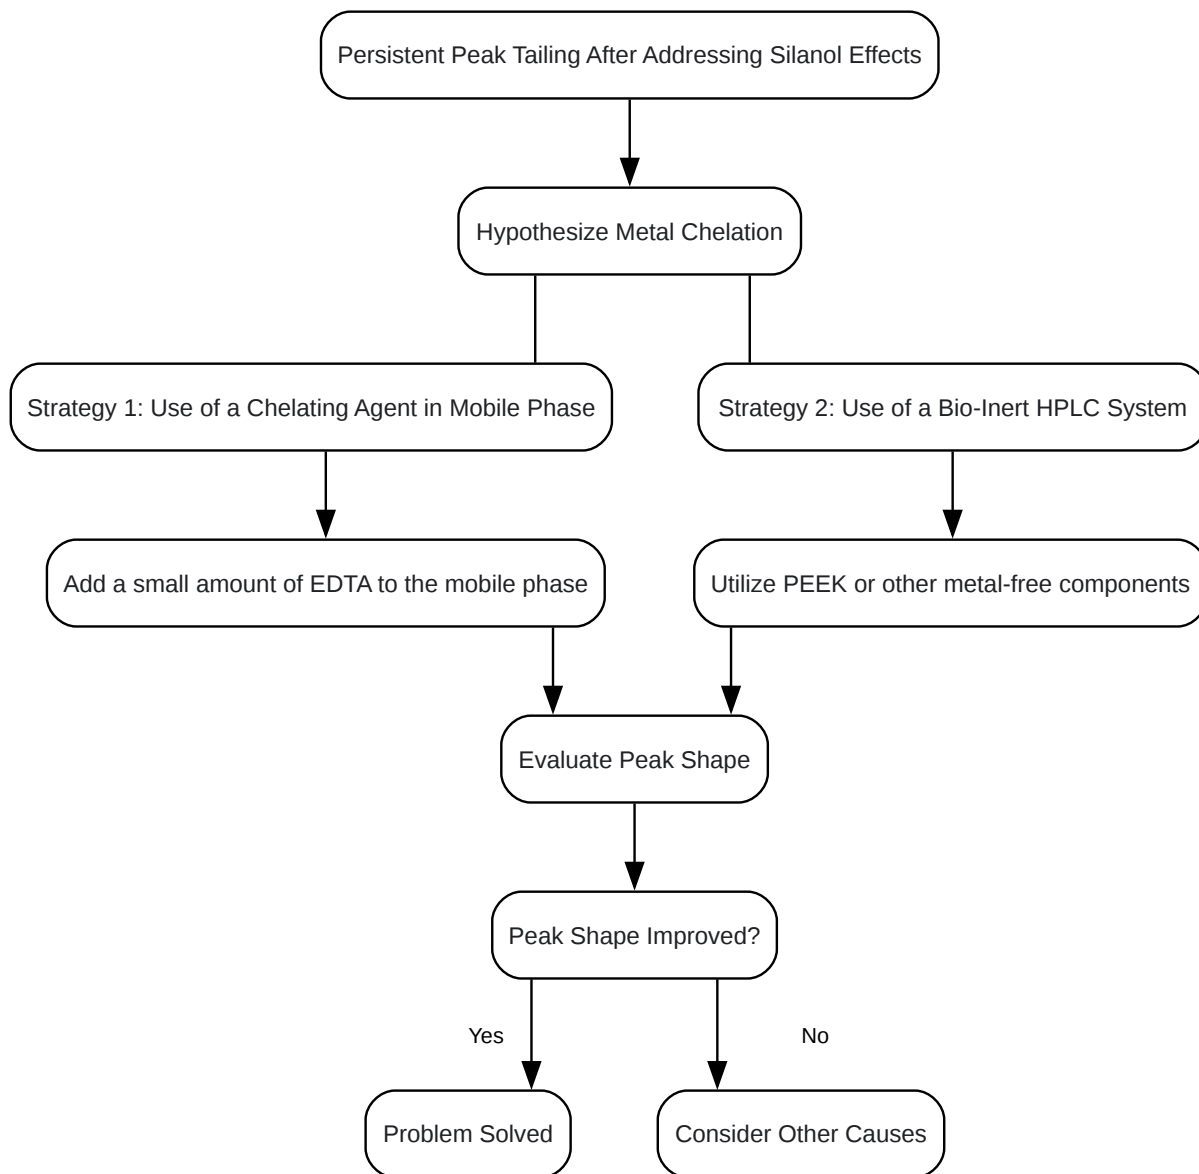 Persistent Peak Tailing After Addressing Silanol Effects
Hypothesize Metal Chelation
Strategy 1: Use of a Chelating Agent in Mobile Phase
Strategy 2: Use of a Bio-Inert HPLC System
Add a small amount of EDTA to the mobile phase
Utilize PEEK or other metal-free components
Evaluate Peak Shape
Peak Shape Improved?
Yes
No
Problem Solved
Consider Other Causes